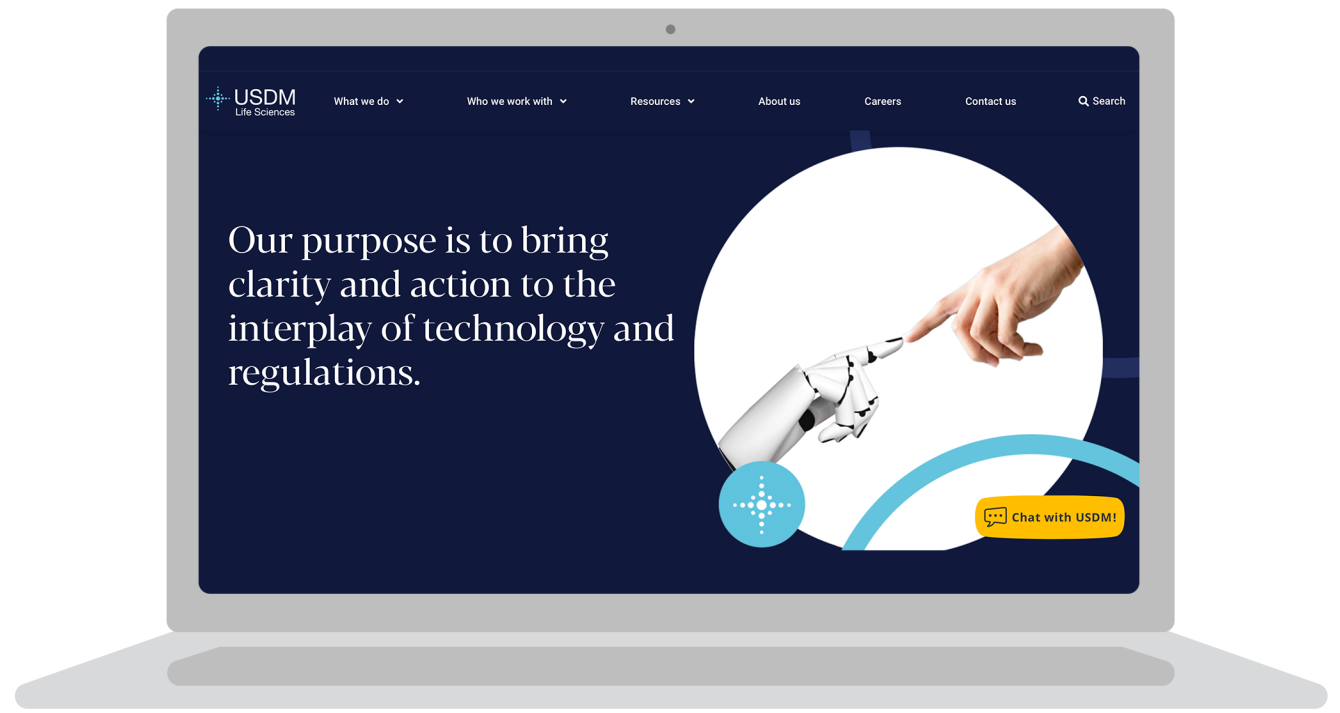 USDM
Life Sciences
What we do
Who we work with
Resources
About us
Careers
Contact us
Search
Our purpose is to bring
clarity and action to the
interplay of technology and
regulations.
Chat with USDM!